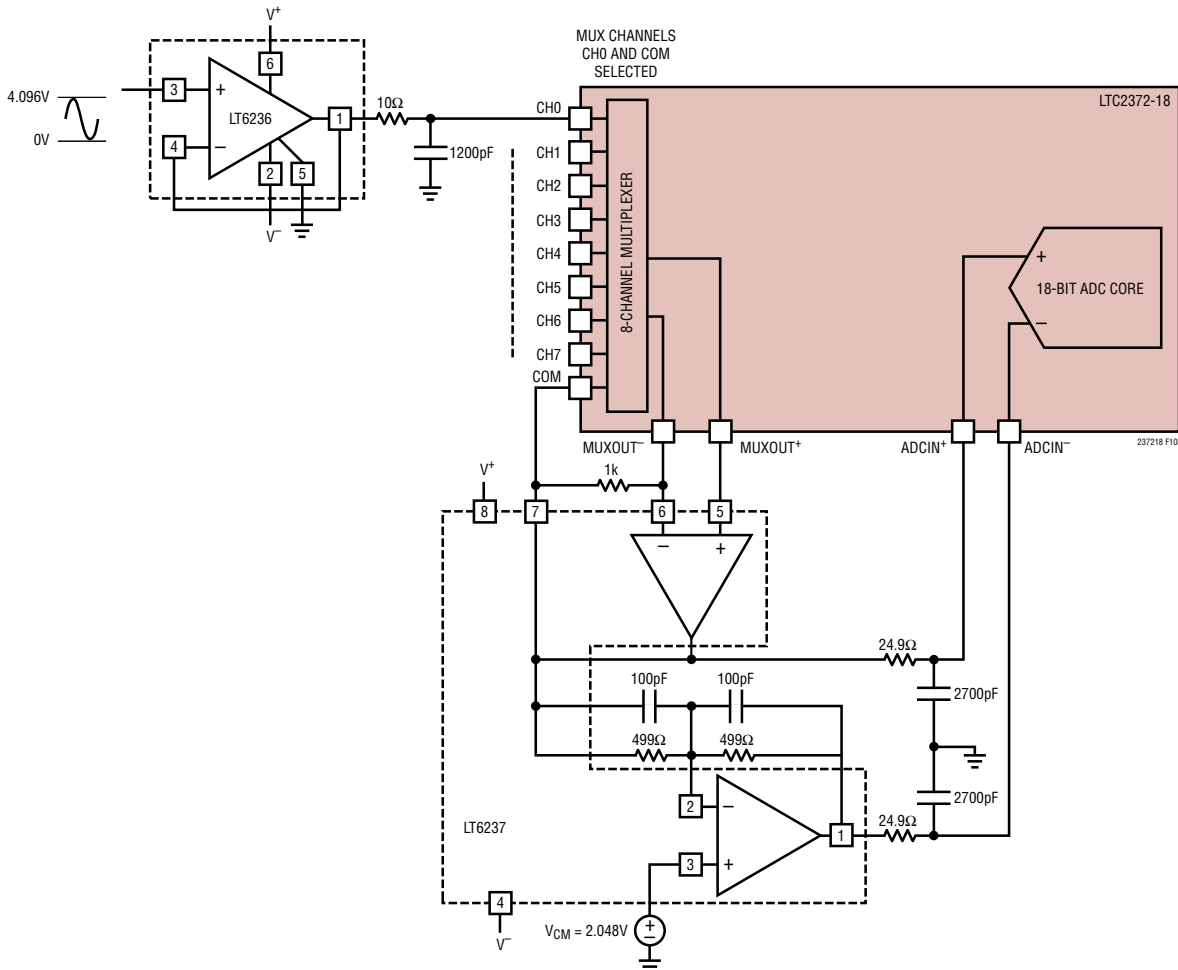 MUX CHANNELS
CH0 AND COM
SELECTED
LTC2372-18
V+
6
4.096V
0V
3
+
LT6236
1
4
−
2
5
V−
10Ω
1200pF
CH0
CH1
CH2
CH3
CH4
CH5
CH6
CH7
COM
8-CHANNEL MULTIPLEXER
+
18-BIT ADC CORE
−
MUXOUT−
MUXOUT+
ADCIN+
ADCIN−
237218 F10
1k
V+
8
7
6
5
−
+
24.9Ω
100pF
100pF
2700pF
499Ω
499Ω
2
−
2700pF
LT6237
1
24.9Ω
3
+
4
V−
VCM = 2.048V
+
−